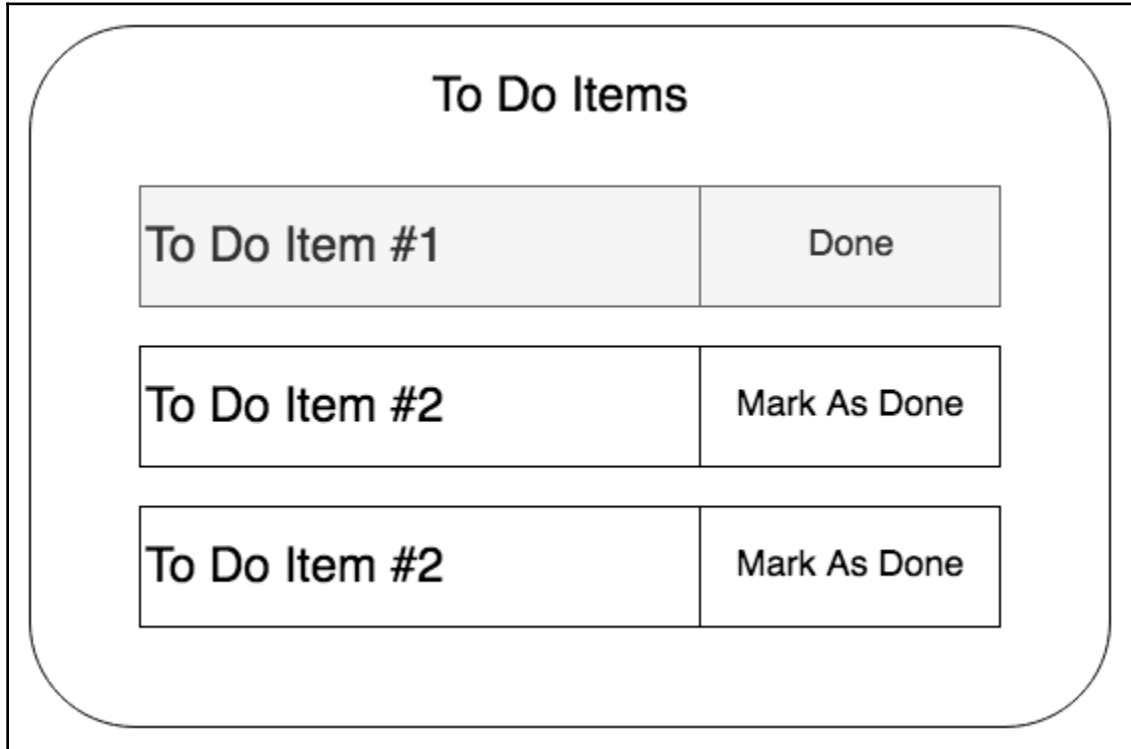 To Do Items
To Do Item #1 Done
To Do Item #2 Mark As Done
To Do Item #2 Mark As Done